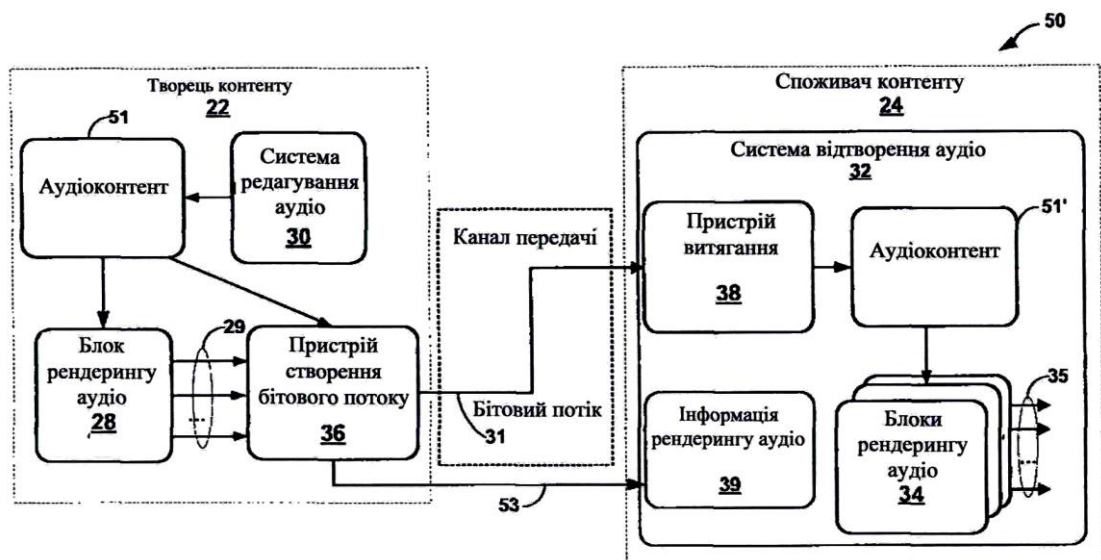 50
Творець контенту
22
51
Аудіоконтент
Система
редагування
аудіо
30
Блок
рендерингу
аудіо
28
29
Пристрій
створення
бітового потоку
36
Канал передачі
Бітовий потік
31
53
Споживач контенту
24
Система відтворення аудіо
32
Пристрій
витягання
38
51'
Аудіоконтент
Інформація
рендерингу аудіо
39
Блоки
рендерингу
аудіо
34
35